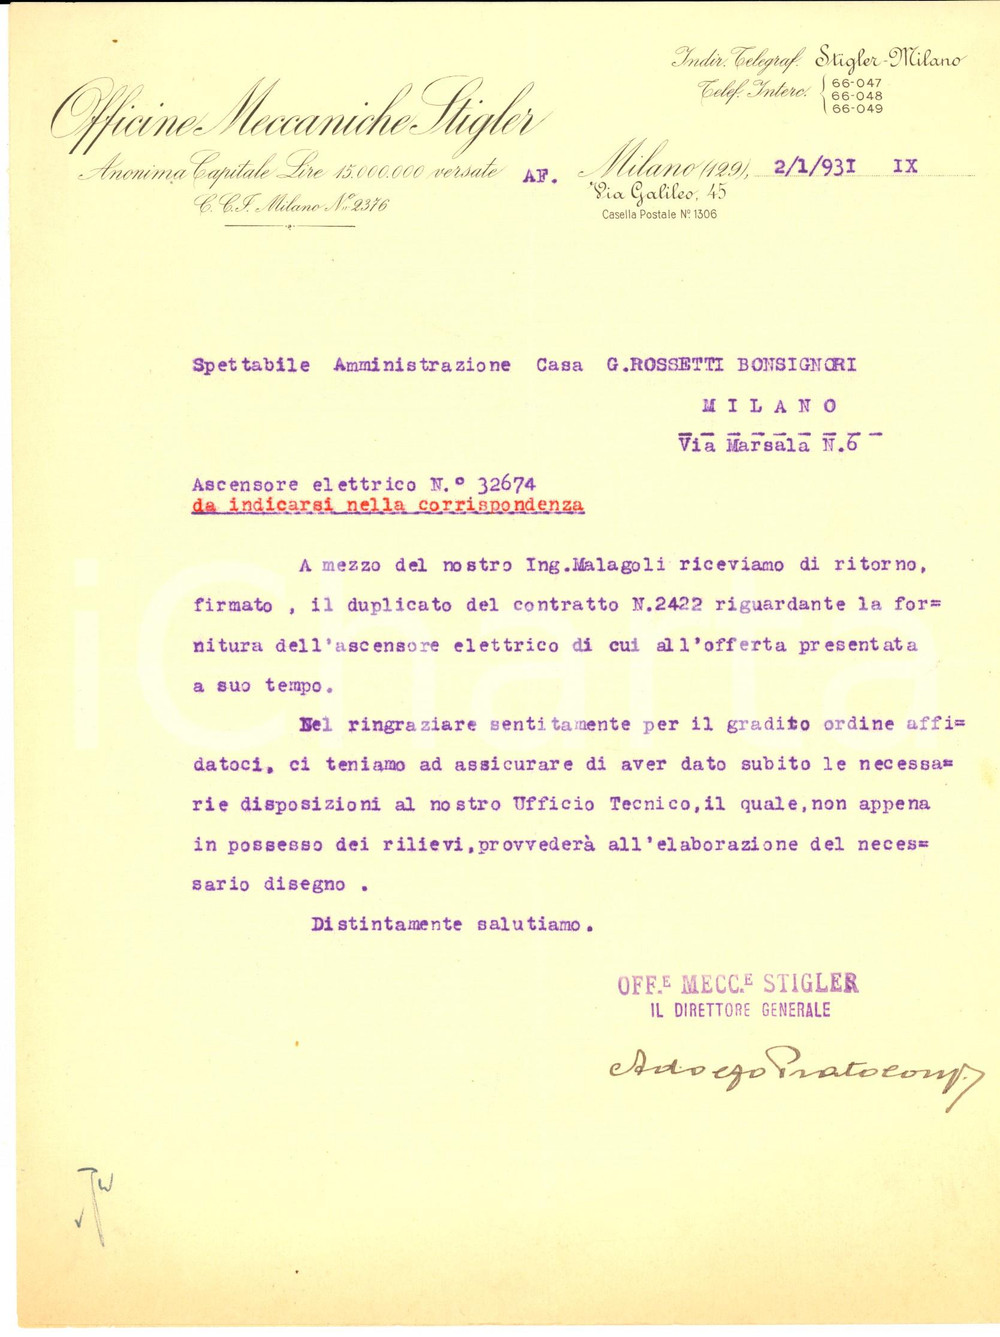 Officine Meccaniche Stigler
Anonima Capitale Lire 15.000.000 versate
C.C.I. Milano No 2376
Indir. Telegraf. Stigler-Milano
Telef. Interc. 66-047
66-048
66-049
AF. Milano (129), 2/1/931 IX
Via Galileo, 45
Casella Postale No 1306
Spettabile Amministrazione Casa G.ROSSETTI BONSIGNORI
M I L A N O
Via Marsala N.6
Ascensore elettrico N.° 32674
da indicarsi nella corrispondenza
A mezzo del nostro Ing.Malagoli riceviamo di ritorno,
firmato , il duplicato del contratto N.2422 riguardante la for=
nitura dell'ascensore elettrico di cui all'offerta presentata
a suo tempo.
Nel ringraziare sentitamente per il gradito ordine affi=
datoci, ci teniamo ad assicurare di aver dato subito le necessa=
rie disposizioni al nostro Ufficio Tecnico,il quale,non appena
in possesso dei rilievi,provvederà all'elaborazione del neces=
sario disegno .
Distintamente salutiamo.
OFF.E MECC.E STIGLER
IL DIRETTORE GENERALE
Adolfo
iCharta